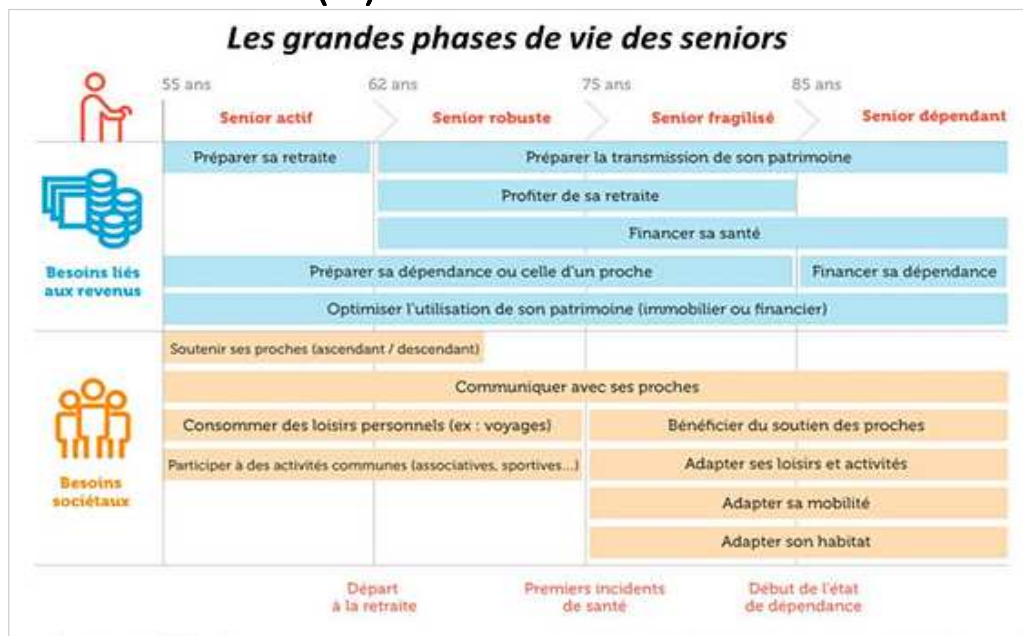 Les grandes phases de vie des seniors
55 ans 62 ans 75 ans 85 ans
Senior actif Senior robuste Senior fragilisé Senior dépendant
Préparer sa retraite Préparer la transmission de son patrimoine
Profiter de sa retraite
Financer sa santé
Besoins liés
aux revenus
Préparer sa dépendance ou celle d'un proche Financer sa dépendance
Optimiser l'utilisation de son patrimoine (immobilier ou financier)
Soutenir ses proches (ascendant / descendant)
Communiquer avec ses proches
Consommer des loisirs personnels (ex : voyages) Bénéficier du soutien des proches
Participer à des activités communes (associatives, sportives...) Adapter ses loisirs et activités
Besoins
sociétaux
Adapter sa mobilité
Adapter son habitat
Départ
à la retraite
Premiers incidents
de santé
Début de l'état
de dépendance